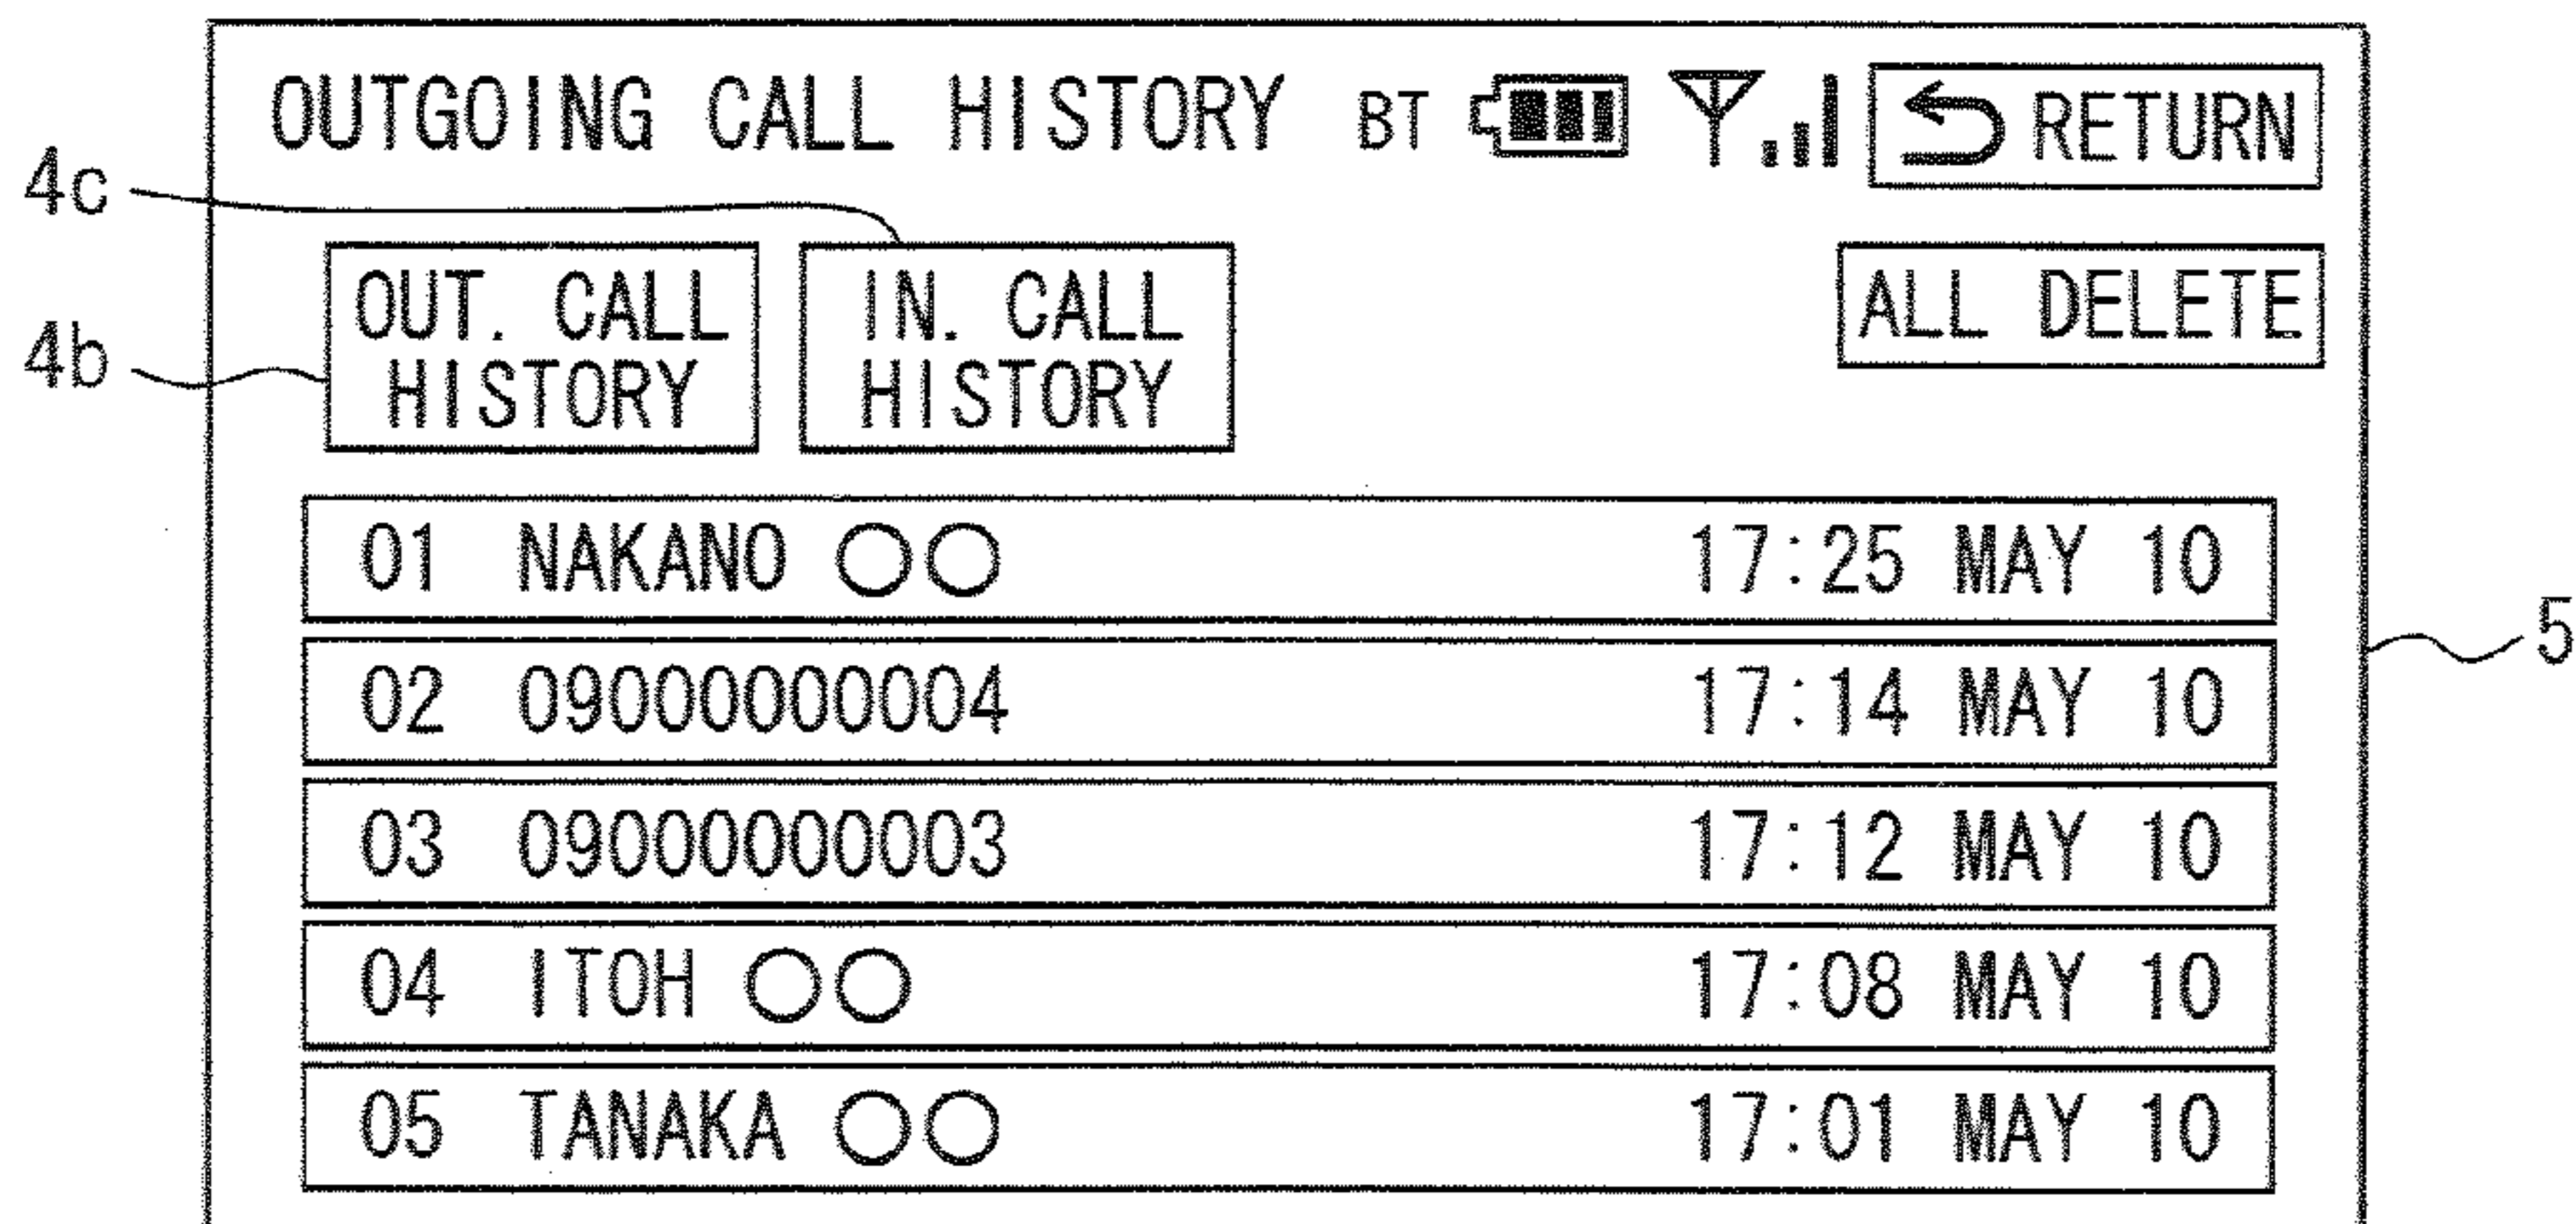 OUTGOING CALL HISTORY BT RETURN
4c
OUT. CALL HISTORY
IN. CALL HISTORY
ALL DELETE
4b
01 NAKANO ○○ 17:25 MAY 10
5
02 09000000004 17:14 MAY 10
03 09000000003 17:12 MAY 10
04 ITOH ○○ 17:08 MAY 10
05 TANAKA ○○ 17:01 MAY 10